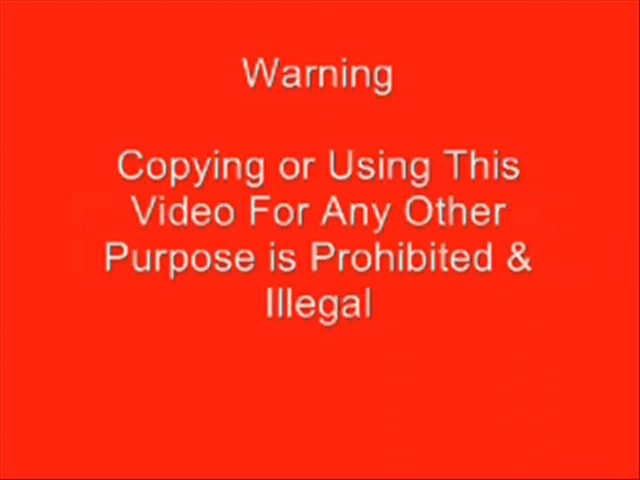 Warning
Copying or Using This
Video For Any Other
Purpose is Prohibited &
Illegal